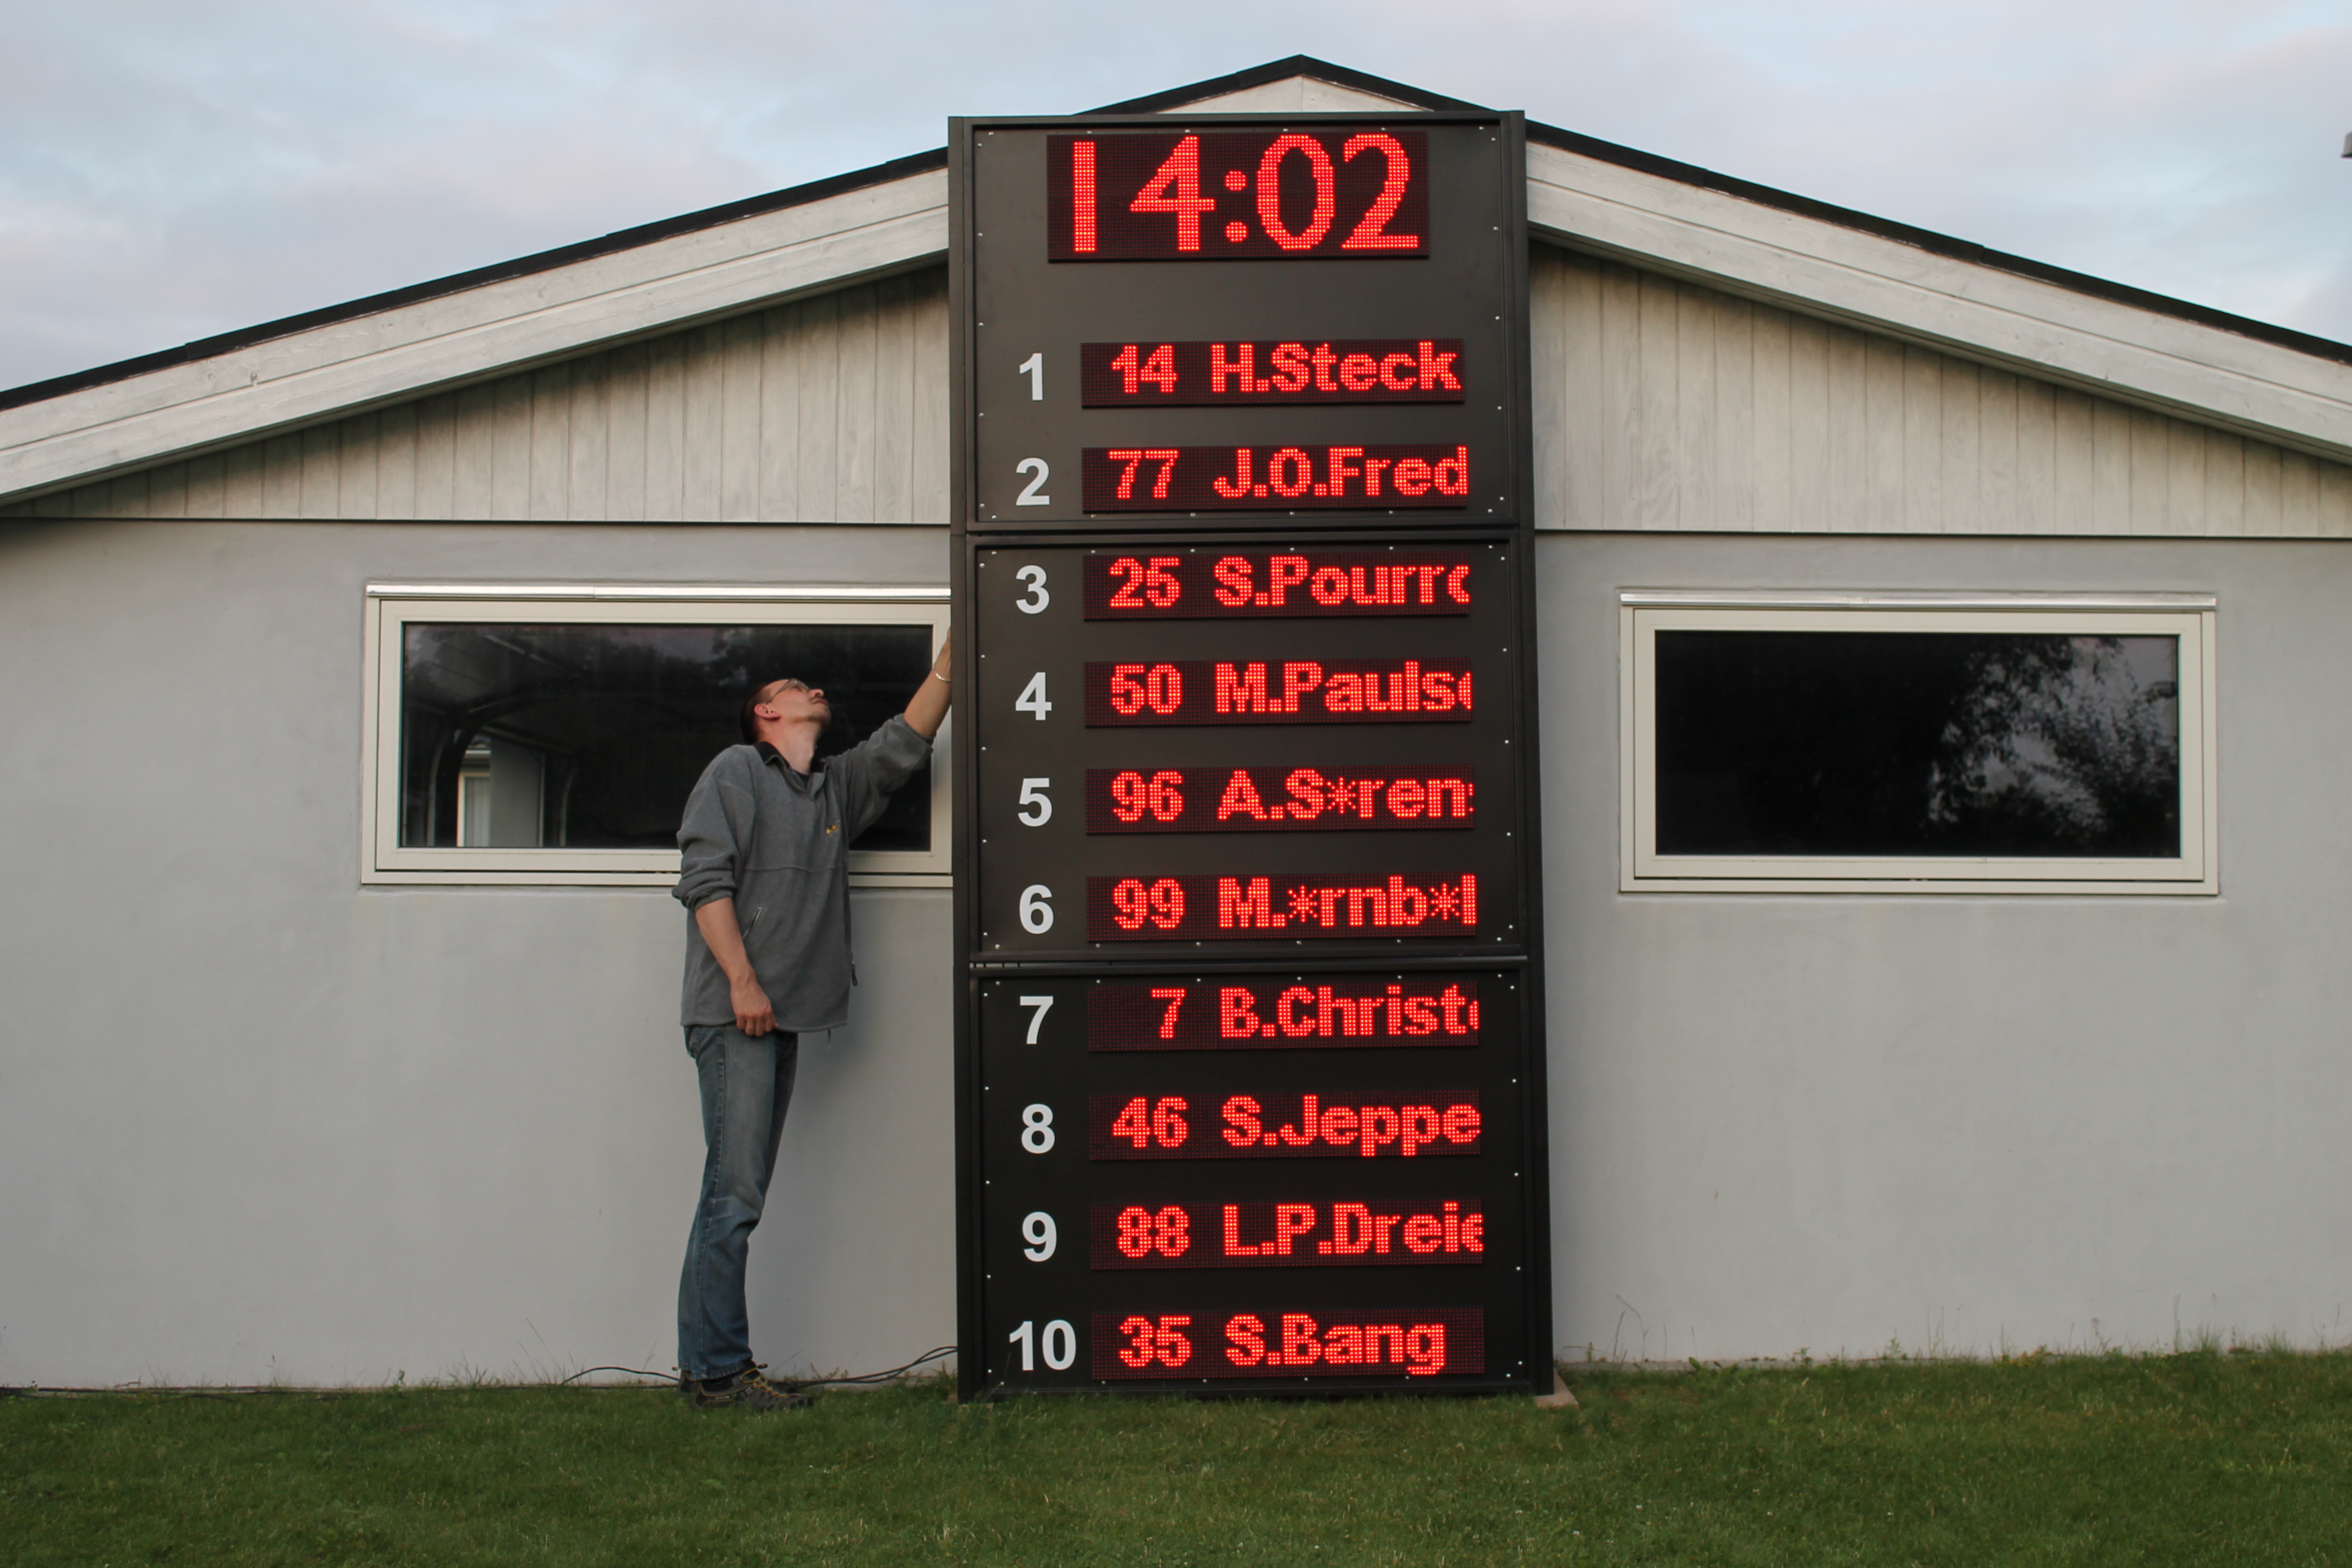 14:02
1 14 H.Steck
2 77 J.O.Fred
3 25 S.Pourr
4 50 M.Pauls
5 96 A.S*ren
6 99 M.*rnb*l
7 7 B.Christ
8 46 S.Jeppe
9 88 L.P.Dreie
10 35 S.Bang